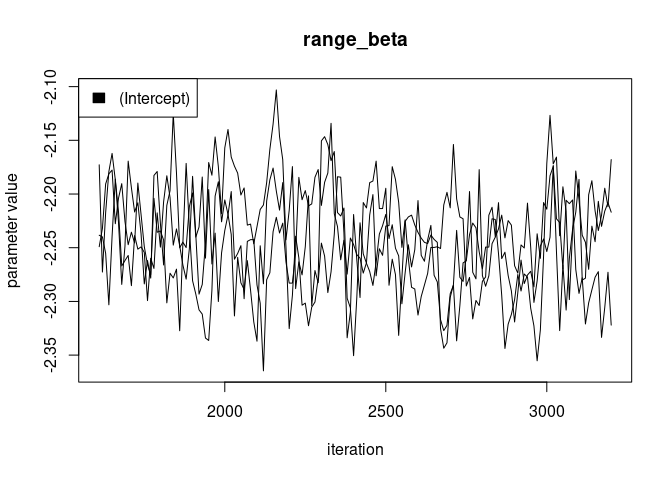 range_beta
(Intercept)
parameter value
-2.10
-2.15
-2.20
-2.25
-2.30
-2.35
2000
2500
3000
iteration